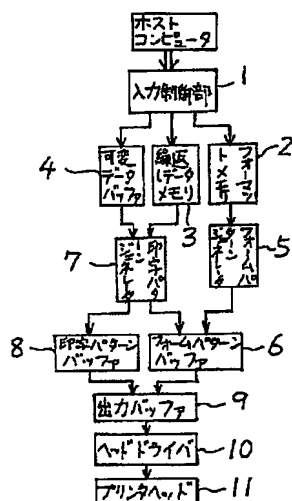 ホスト
コンピュータ
1
入力制御部
4
可変
データ
バッファ
繰返
しデータ
メモリ
3
フォーマッ
トメモリ
2
7
印字パタ
ーン
ジェネレータ
フォームパ
ターン
ジェネレータ
5
8
印字パターン
バッファ
フォームパターン
バッファ
6
出力バッファ
9
ヘッドドライバ
10
プリンタヘッド
11